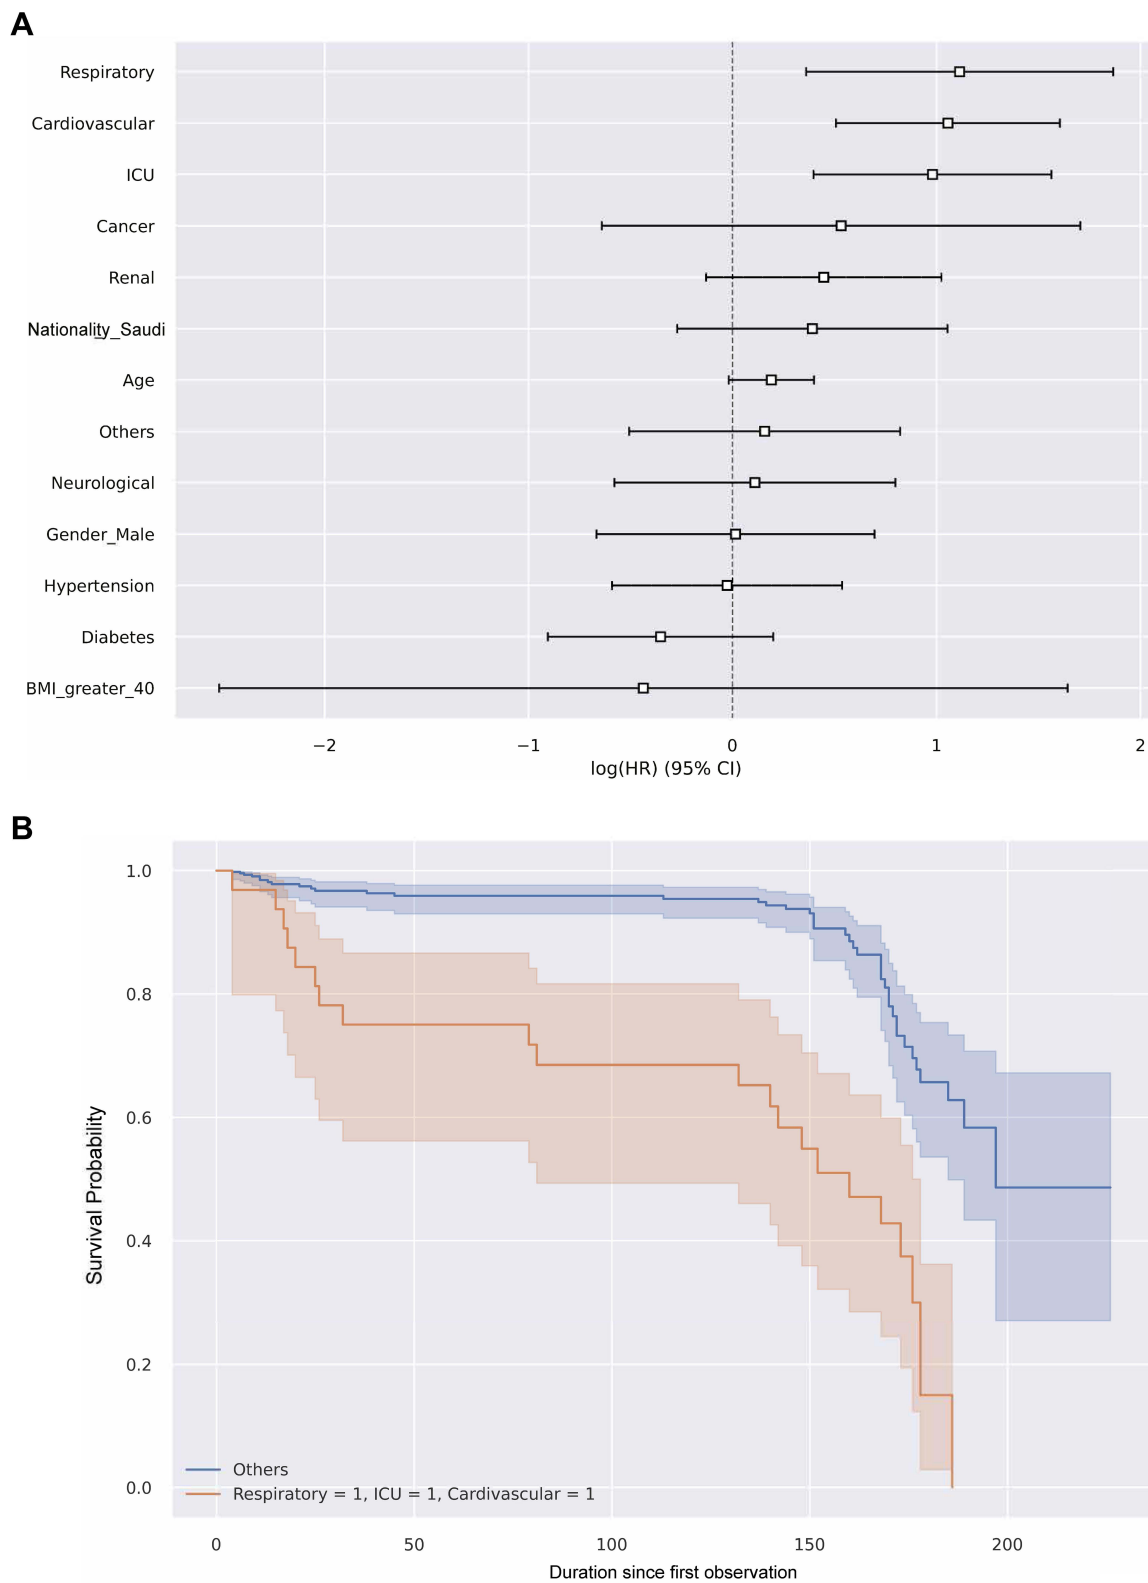 A
Respiratory
Cardiovascular
ICU
Cancer
Renal
Nationality_Saudi
Age
Others
Neurological
Gender_Male
Hypertension
Diabetes
BMI_greater_40
−2 −1 0 1 2
log(HR) (95% CI)
B
1.0
0.8
0.6
0.4
0.2
0.0
Survival Probability
Others
Respiratory = 1, ICU = 1, Cardivascular = 1
0 50 100 150 200
Duration since first observation